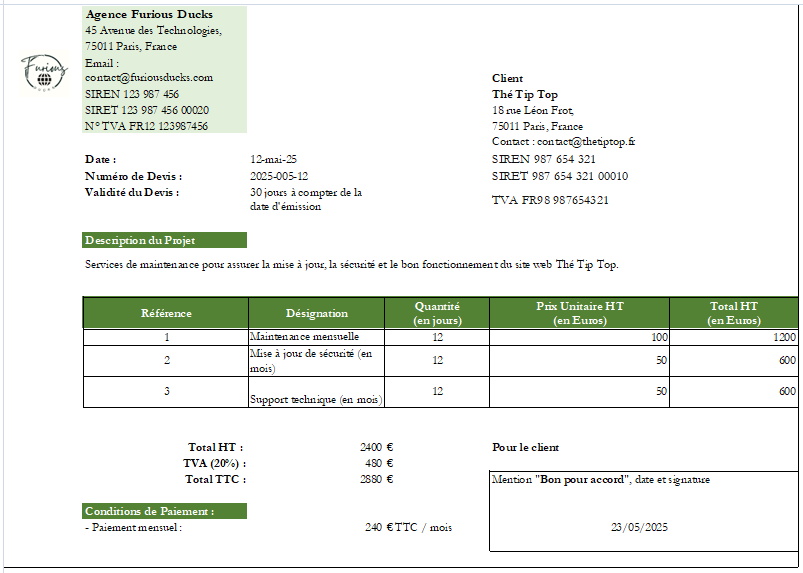 Furious
DUCKS
Agence Furious Ducks
45 Avenue des Technologies,
75011 Paris, France
Email :
contact@furiousducks.com
SIREN 123 987 456
SIRET 123 987 456 00020
N° TVA FR12 123987456
Client
Thé Tip Top
18 rue Léon Frot,
75011 Paris, France
Contact : contact@thetiptop.fr
SIREN 987 654 321
SIRET 987 654 321 00010
TVA FR98 987654321
Date : 12-mai-25
Numéro de Devis : 2025-005-12
Validité du Devis : 30 jours à compter de la
date d'émission
Description du Projet
Services de maintenance pour assurer la mise à jour, la sécurité et le bon fonctionnement du site web Thé Tip Top.
Référence Désignation Quantité (en jours) Prix Unitaire HT (en Euros) Total HT (en Euros)
1 Maintenance mensuelle 12 100 1200
2 Mise à jour de sécurité (en mois) 12 50 600
3 Support technique (en mois) 12 50 600
Total HT : 2400 €
TVA (20%) : 480 €
Total TTC : 2880 €
Pour le client
Mention "Bon pour accord", date et signature
23/05/2025
Conditions de Paiement :
- Paiement mensuel : 240 € TTC / mois